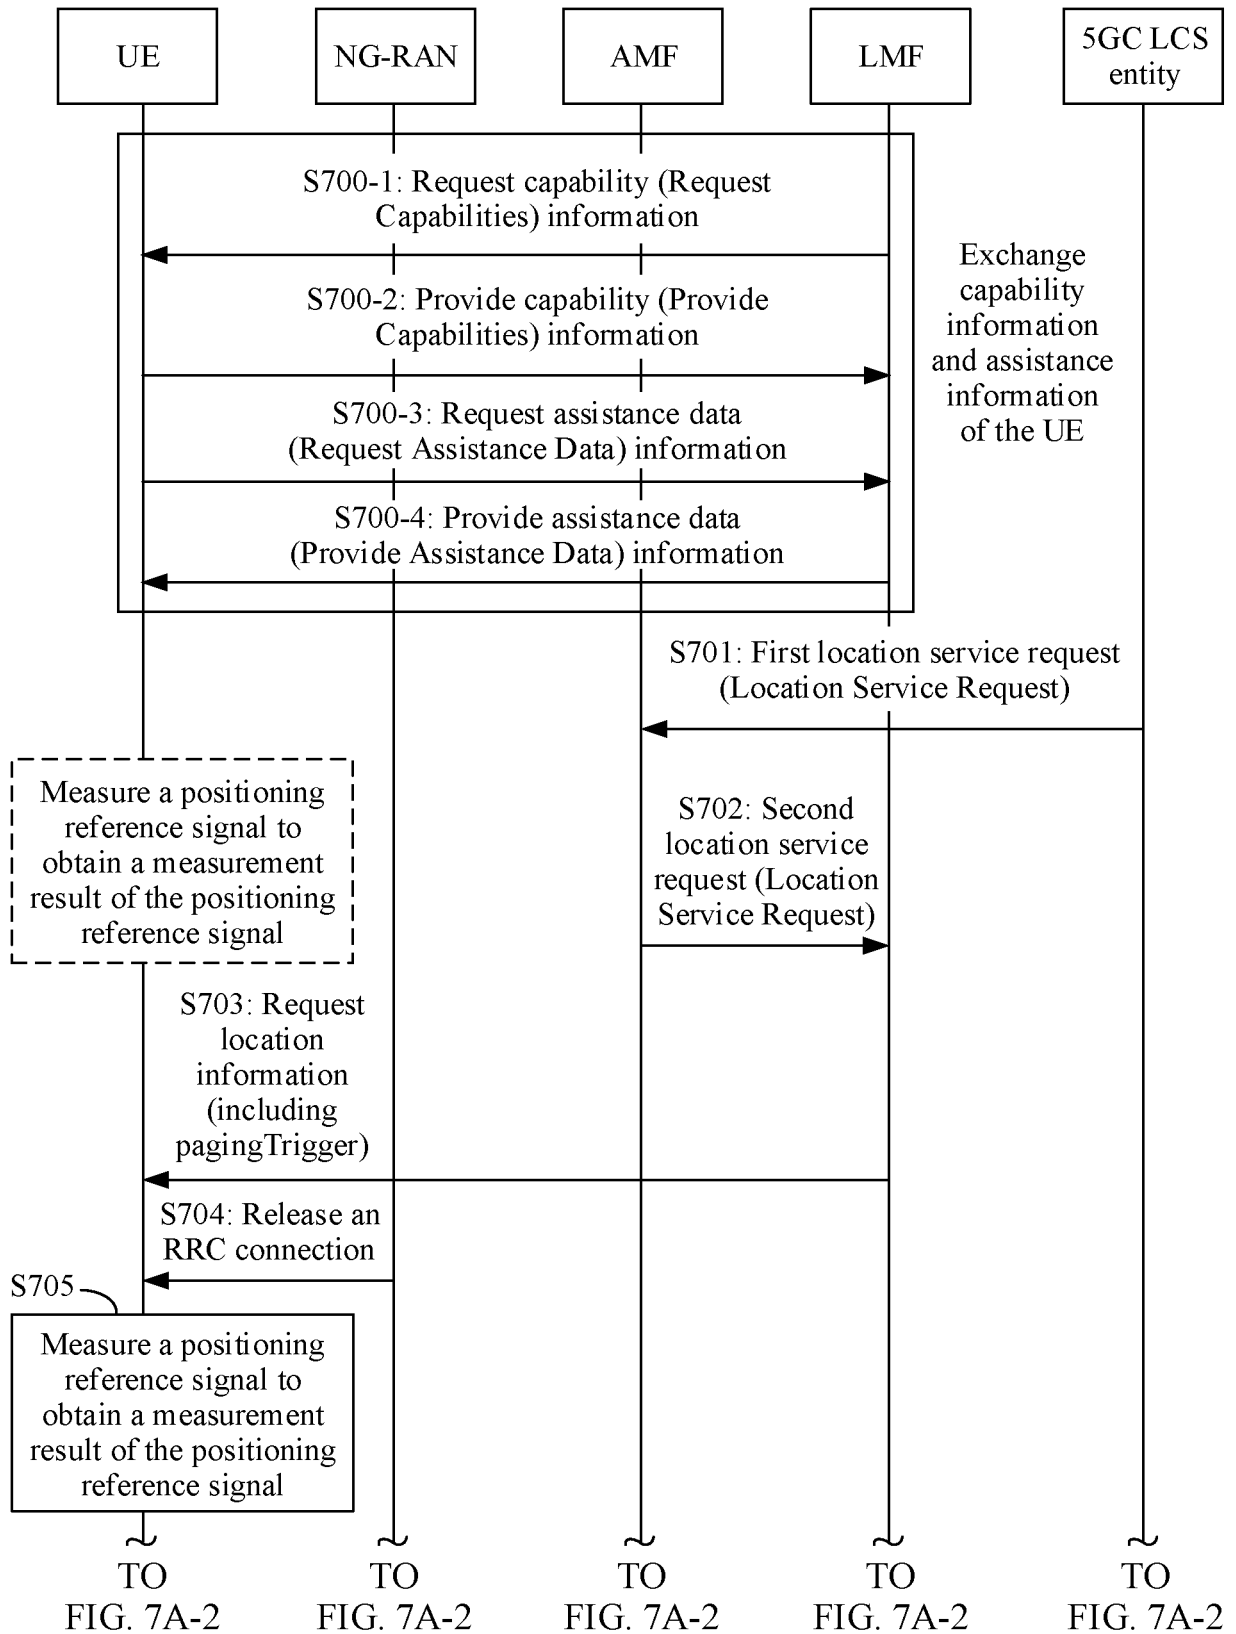 UE
NG-RAN
AMF
LMF
5GC LCS
entity
S700-1: Request capability (Request
Capabilities) information
S700-2: Provide capability (Provide
Capabilities) information
S700-3: Request assistance data
(Request Assistance Data) information
S700-4: Provide assistance data
(Provide Assistance Data) information
Exchange
capability
information
and assistance
information
of the UE
S701: First location service request
(Location Service Request)
Measure a positioning
reference signal to
obtain a measurement
result of the positioning
reference signal
S702: Second
location service
request (Location
Service Request)
S703: Request
location
information
(including
pagingTrigger)
S704: Release an
RRC connection
S705
Measure a positioning
reference signal to
obtain a measurement
result of the positioning
reference signal
TO
FIG. 7A-2
TO
FIG. 7A-2
TO
FIG. 7A-2
TO
FIG. 7A-2
TO
FIG. 7A-2